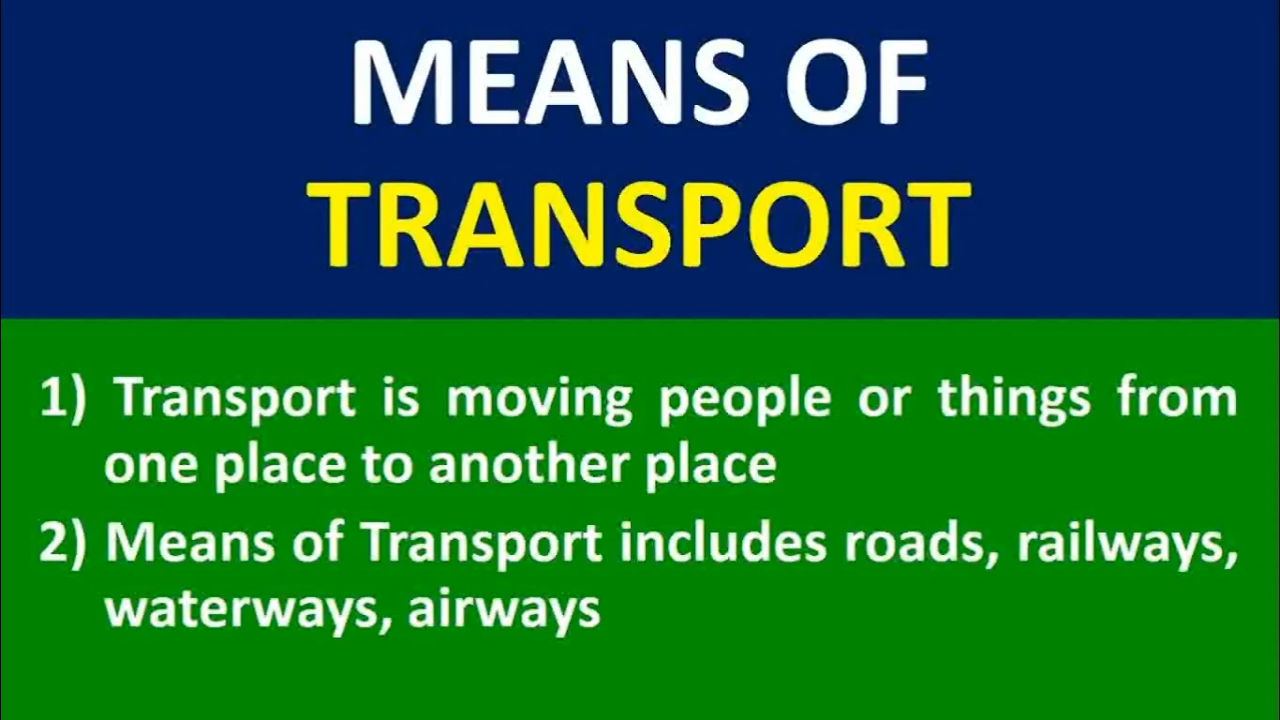 MEANS OF
TRANSPORT
1) Transport is moving people or things from
one place to another place
2) Means of Transport includes roads, railways,
waterways, airways